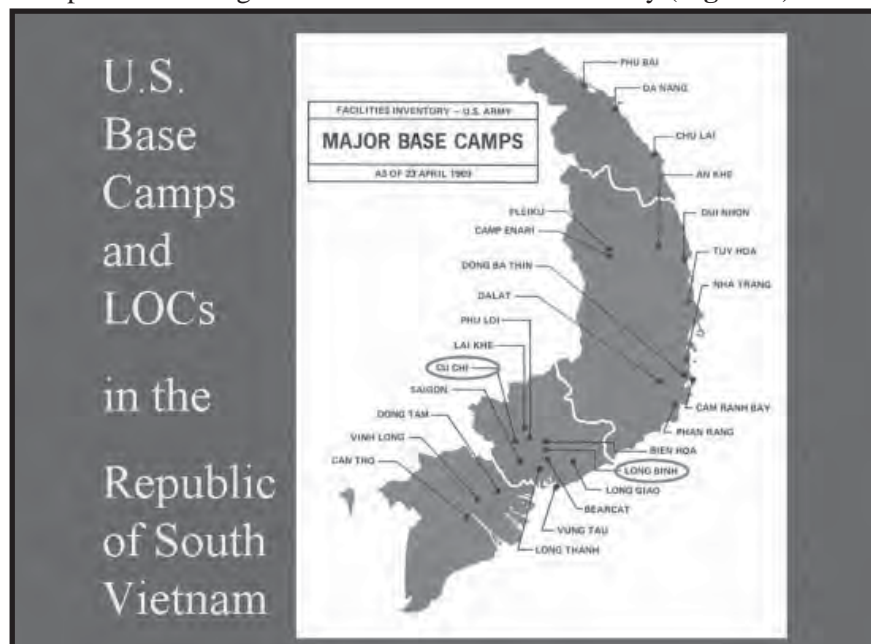 U.S.
Base
Camps
and
LOCs
in the
Republic
of South
Vietnam
FACILITIES INVENTORY – U.S. ARMY
MAJOR BASE CAMPS
AS OF 23 APRIL 1969
PHU BAI
DA NANG
CHU LAI
AN KHE
QUI NHON
TUY HOA
NHA TRANG
PLEIKU
CAMP ENARI
DONG BA THIN
DALAT
PHU LOI
LAI KHE
CU CHI
SAIGON
DONG TAM
VINH LONG
CAN THO
CAM RANH BAY
PHAN RANG
BIEN HOA
LONG BINH
LONG GIAO
BEARCAT
VUNG TAU
LONG THANH